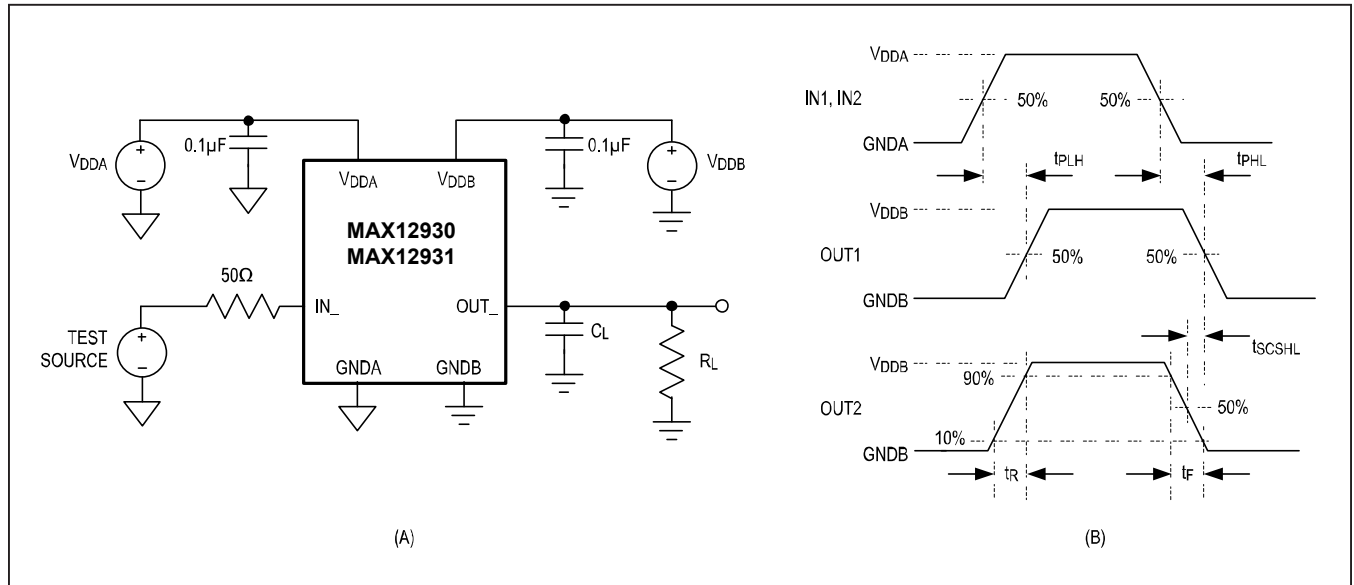 VDDA
0.1µF
0.1µF
VDDB
VDDA
VDDB
MAX12930
MAX12931
50Ω
TEST
SOURCE
IN_
OUT_
CL
RL
GNDA
GNDB
(A)
VDDA
IN1, IN2
50%
50%
GNDA
tPLH
tPHL
VDDB
OUT1
50%
50%
GNDB
tSCSHL
VDDB
90%
OUT2
50%
10%
GNDB
tR
tF
(B)